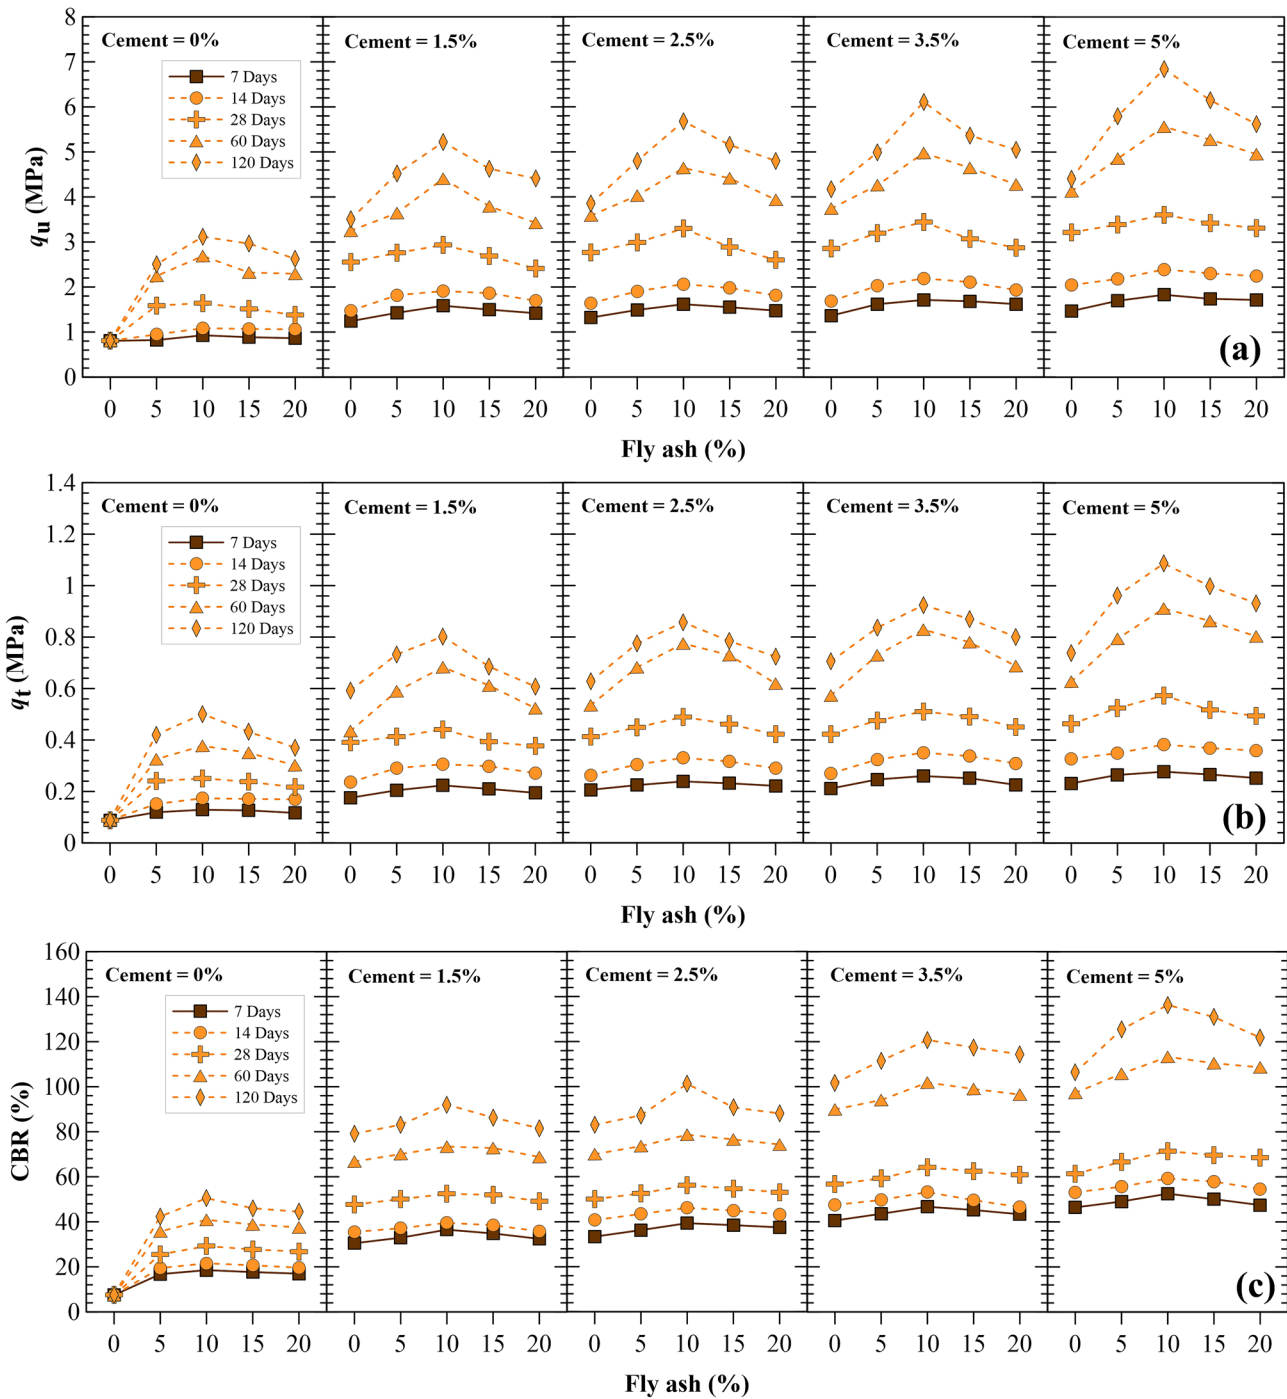 8
7
6
5
4
3
2
1
0
qu (MPa)
Cement = 0%
Cement = 1.5%
Cement = 2.5%
Cement = 3.5%
Cement = 5%
7 Days
14 Days
28 Days
60 Days
120 Days
(a)
0 5 10 15 20 0 5 10 15 20 0 5 10 15 20 0 5 10 15 20 0 5 10 15 20
Fly ash (%)
1.4
1.2
1
0.8
0.6
0.4
0.2
0
qt (MPa)
Cement = 0%
Cement = 1.5%
Cement = 2.5%
Cement = 3.5%
Cement = 5%
7 Days
14 Days
28 Days
60 Days
120 Days
(b)
0 5 10 15 20 0 5 10 15 20 0 5 10 15 20 0 5 10 15 20 0 5 10 15 20
Fly ash (%)
160
140
120
100
80
60
40
20
0
CBR (%)
Cement = 0%
Cement = 1.5%
Cement = 2.5%
Cement = 3.5%
Cement = 5%
7 Days
14 Days
28 Days
60 Days
120 Days
(c)
0 5 10 15 20 0 5 10 15 20 0 5 10 15 20 0 5 10 15 20 0 5 10 15 20
Fly ash (%)